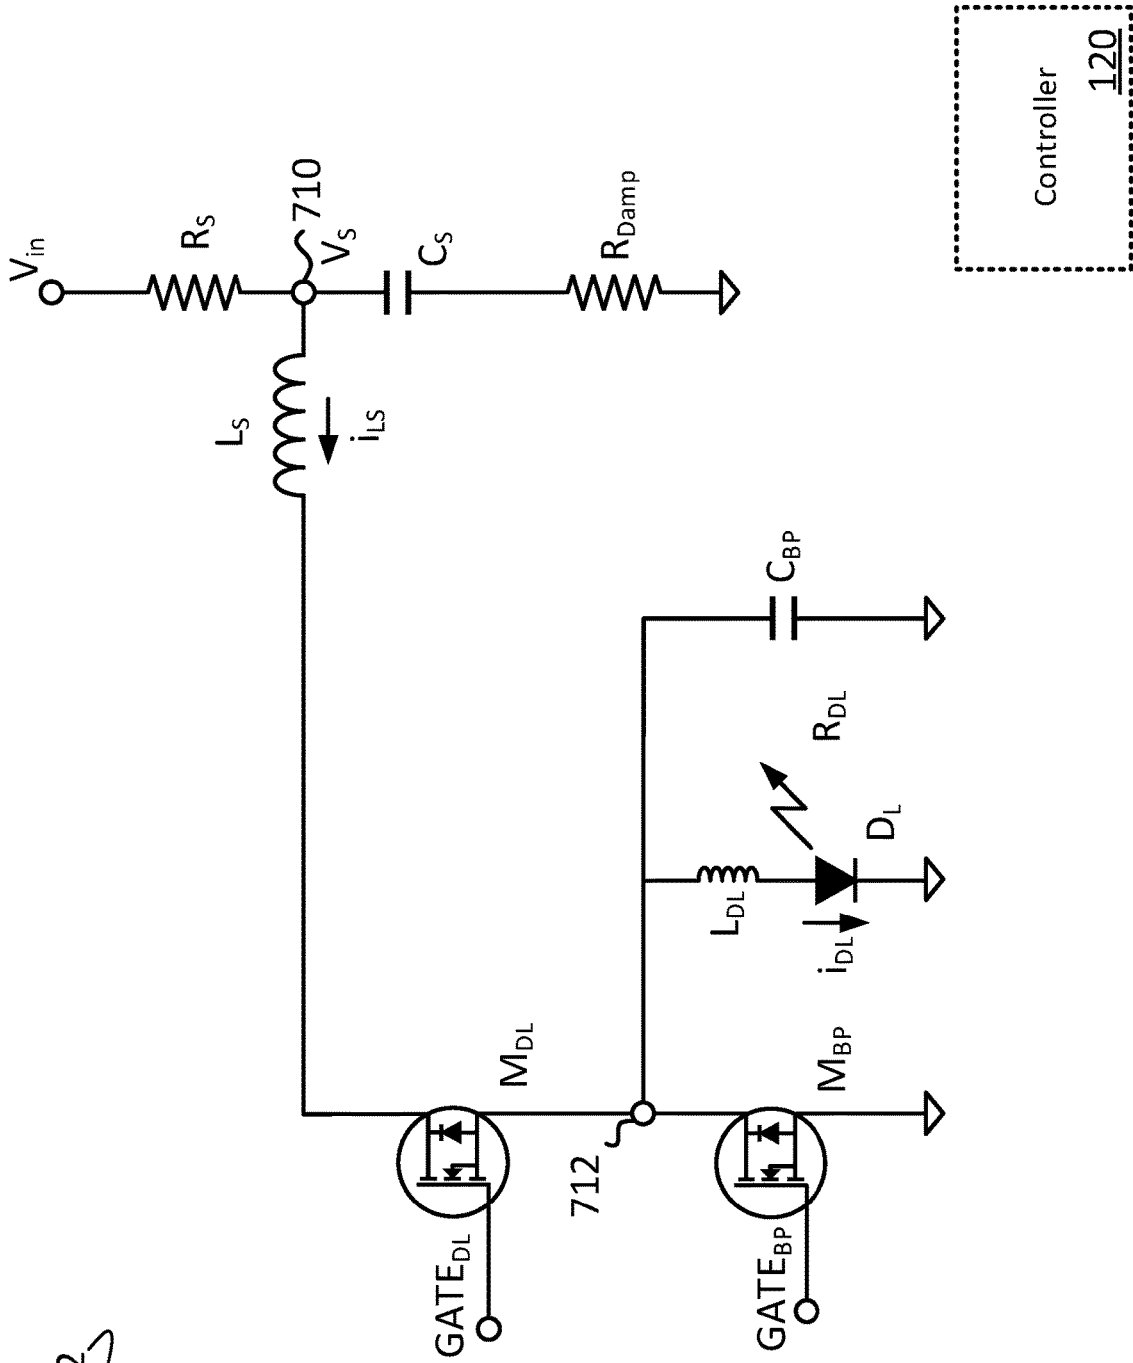 Vin
RS
710
VS
CS
RDamp
LS
iLS
CBP
RDL
DL
LDL
iDL
MDL
712
MBP
GATEDL
GATEBP
Controller
120